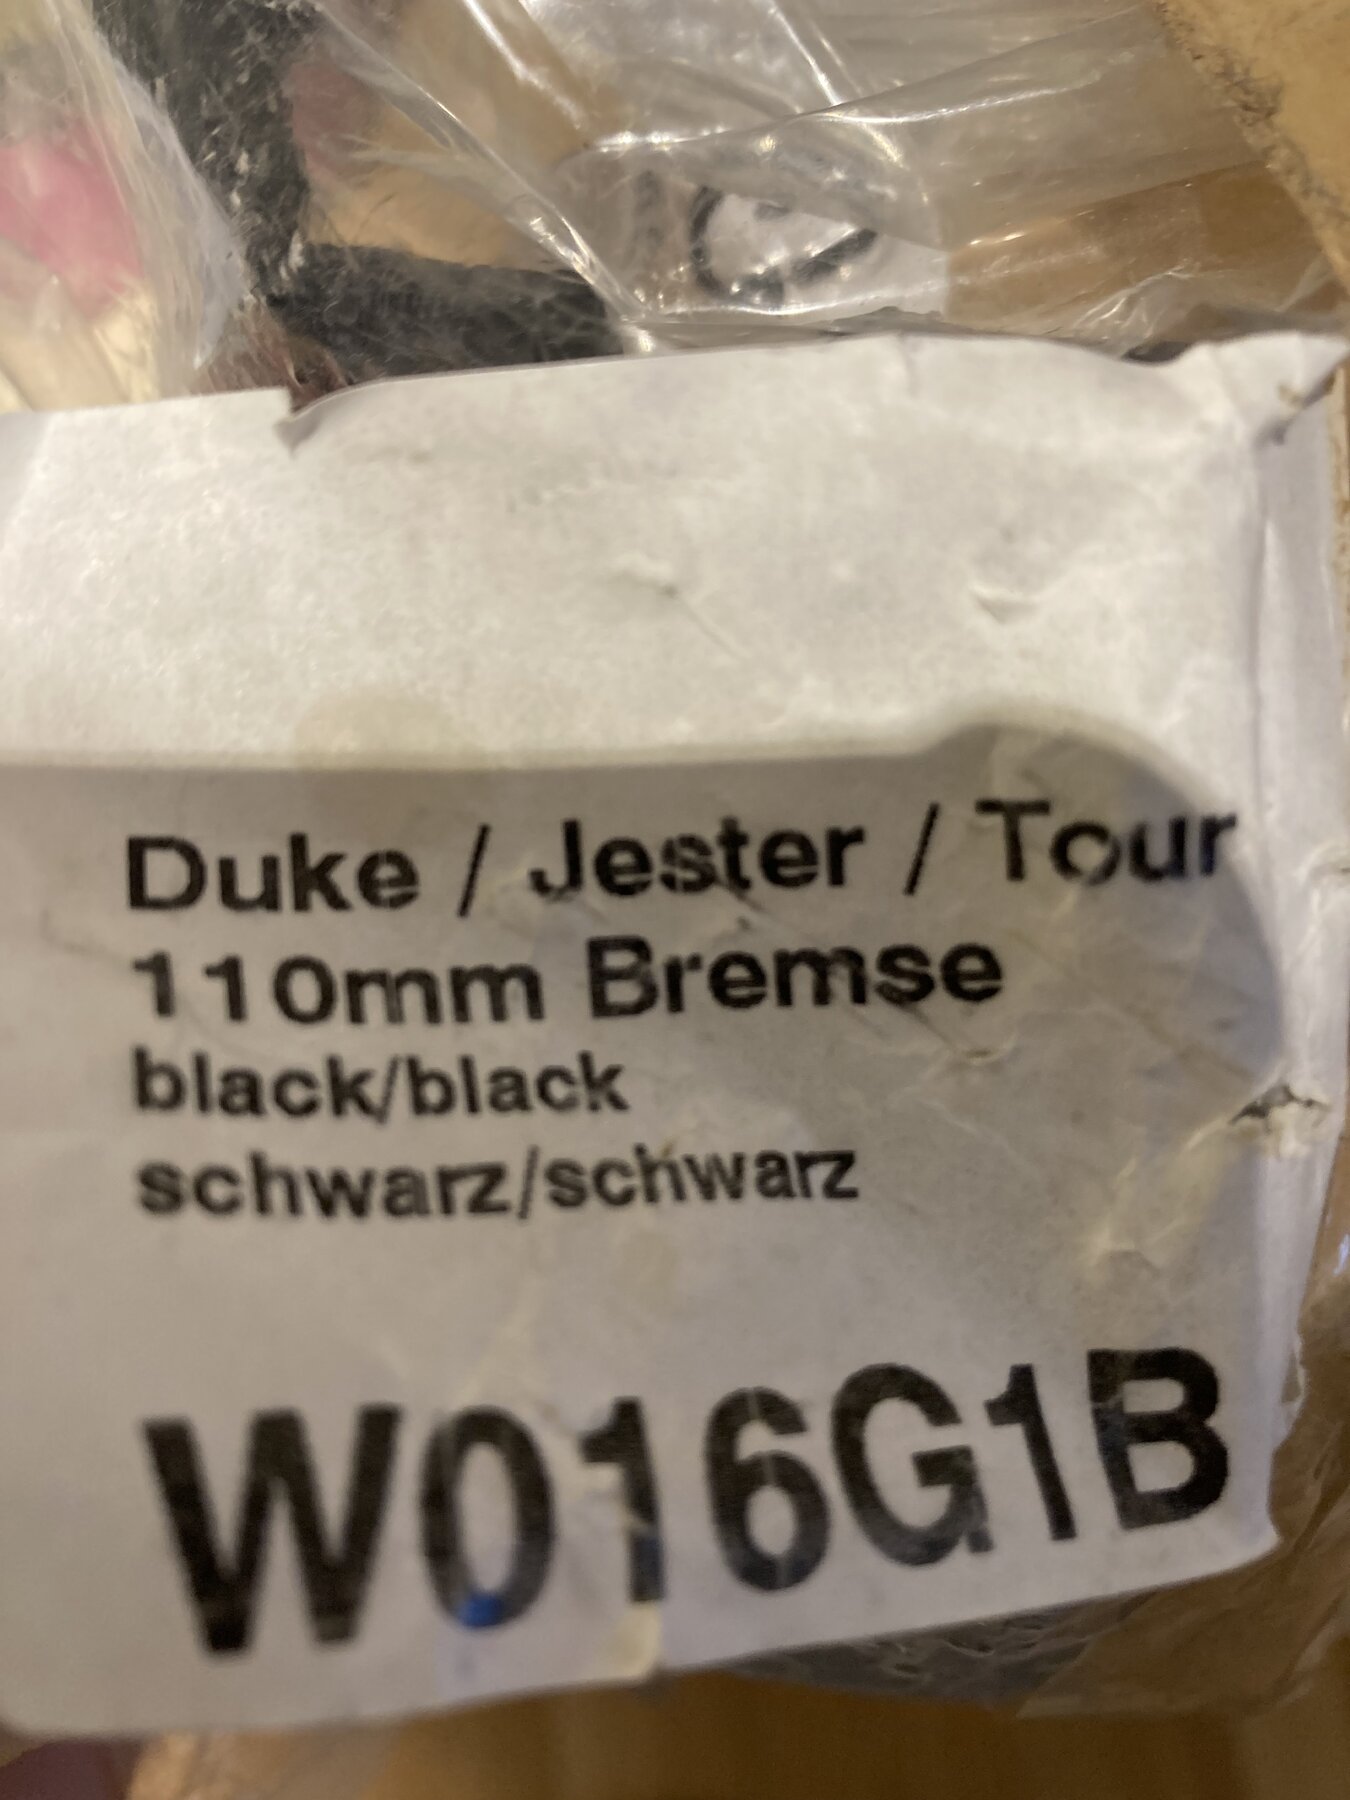 Duke / Jester / Tour
110mm Bremse
black/black
schwarz/schwarz
W016G1B